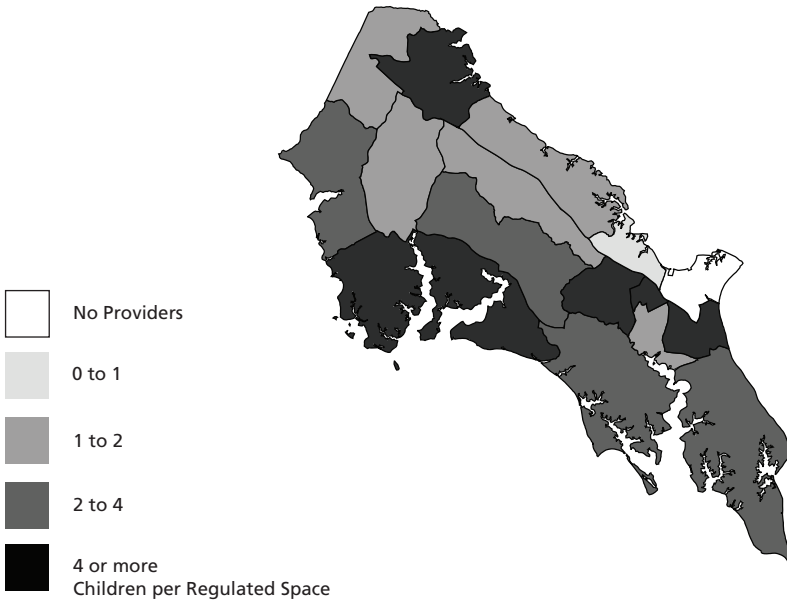 No Providers
0 to 1
1 to 2
2 to 4
4 or more
Children per Regulated Space